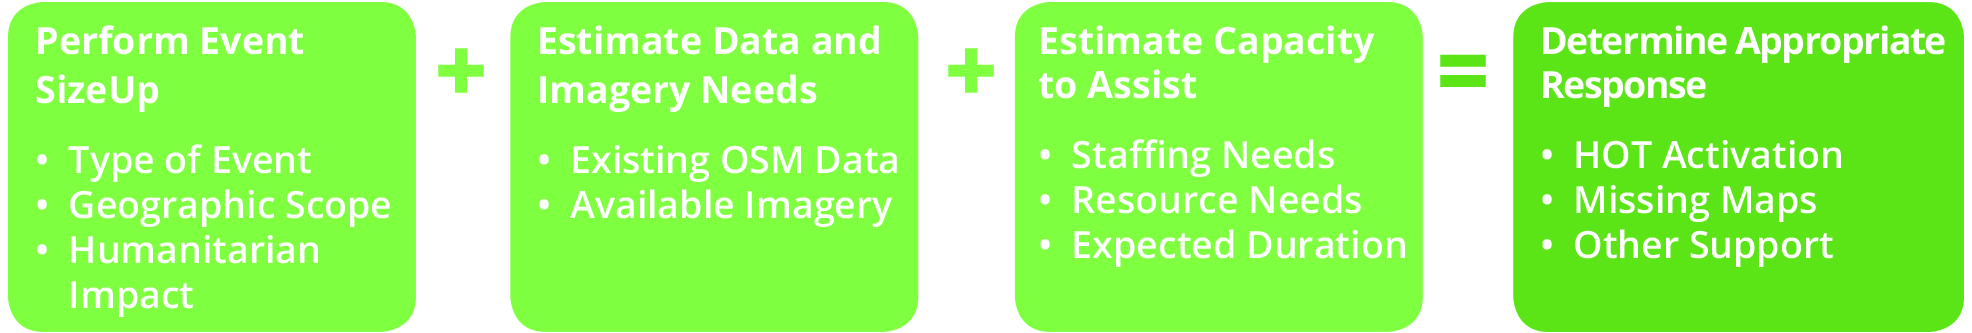 Perform Event
SizeUp
• Type of Event
• Geographic Scope
• Humanitarian
Impact
+
Estimate Data and
Imagery Needs
• Existing OSM Data
• Available Imagery
+
Estimate Capacity
to Assist
• Staffing Needs
• Resource Needs
• Expected Duration
=
Determine Appropriate
Response
• HOT Activation
• Missing Maps
• Other Support